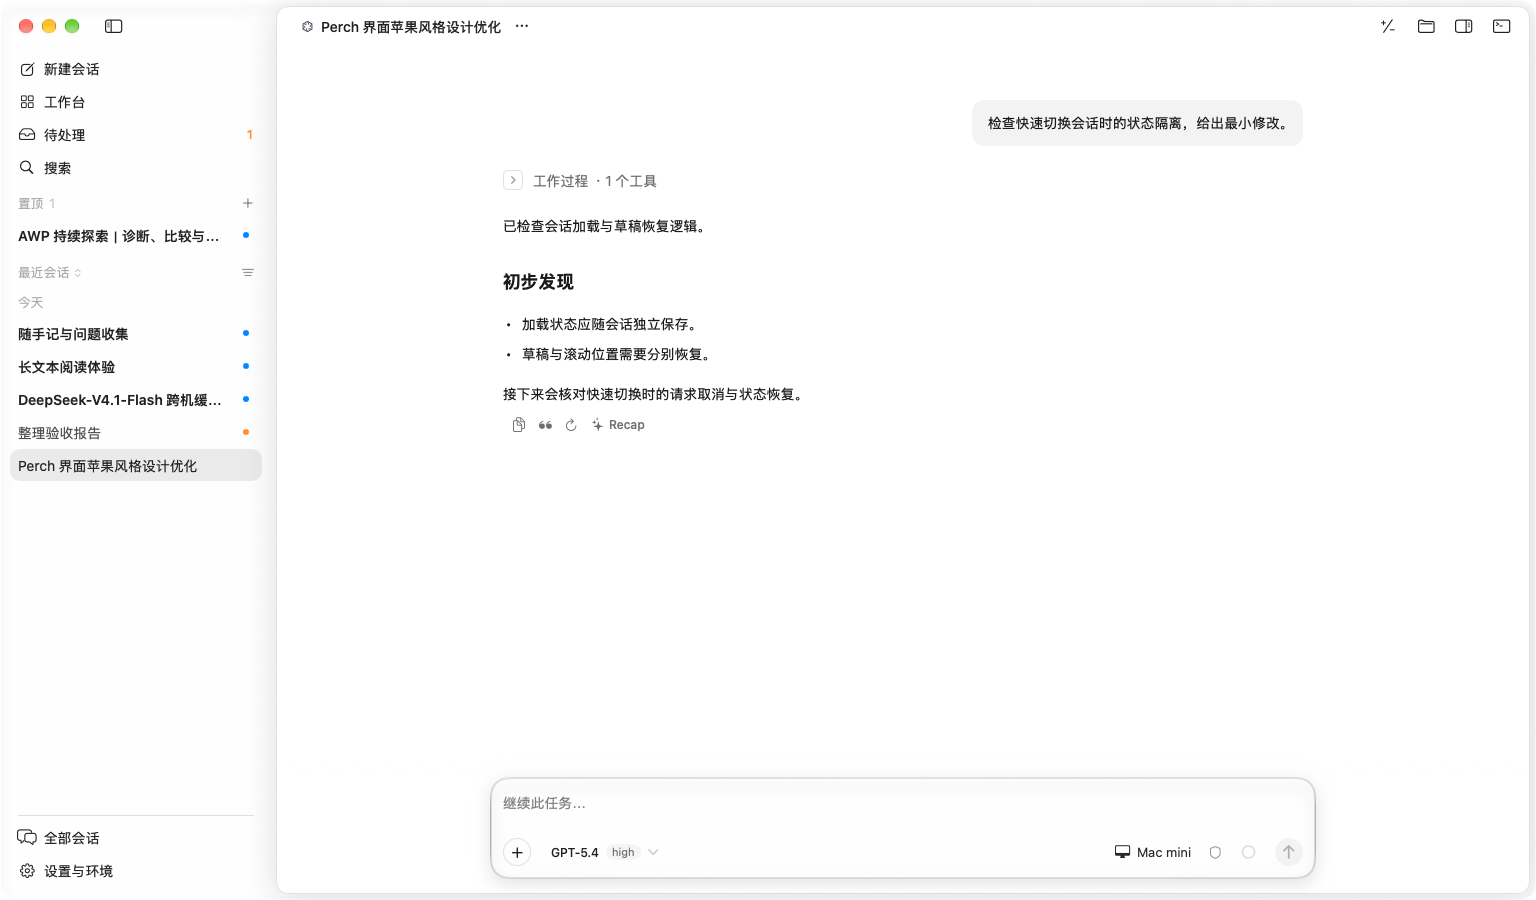 新建会话
工作台
待处理 1
搜索
置顶 1
AWP 持续探索 | 诊断、比较与...
最近会话
今天
随手记与问题收集
长文本阅读体验
DeepSeek-V4.1-Flash 跨机缓...
整理验收报告
Perch 界面苹果风格设计优化
全部会话
设置与环境
Perch 界面苹果风格设计优化 ...
检查快速切换会话时的状态隔离，给出最小修改。
工作过程 · 1 个工具
已检查会话加载与草稿恢复逻辑。
初步发现
• 加载状态应随会话独立保存。
• 草稿与滚动位置需要分别恢复。
接下来会核对快速切换时的请求取消与状态恢复。
Recap
继续此任务...
GPT-5.4 high Mac mini